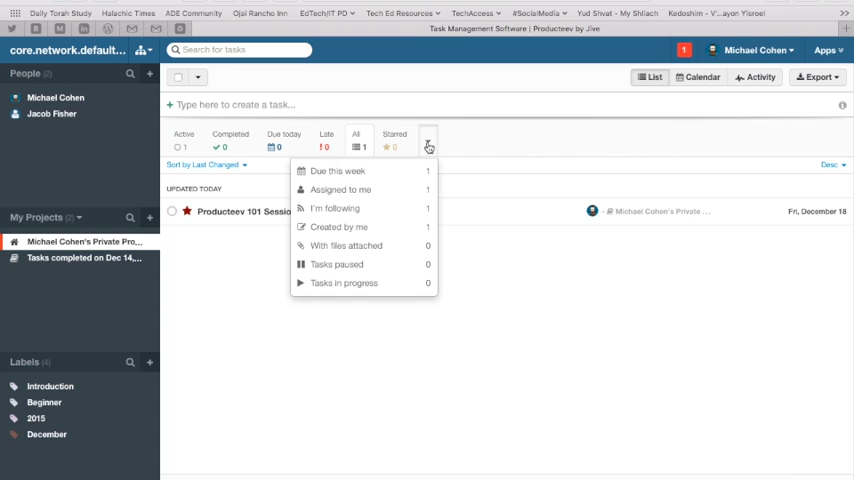 Daily Torah Study Halachic Times ADE Community Ojai Rancho Inn EdTech/IT PD Tech Ed Resources TechAccess #SocialMedia Yud Shvat - My Shliach Kedoshim - V'...ayon Yisroel
Task Management Software | Producteev by Jive
core.network.default... Search for tasks 1 Michael Cohen Apps
People (2)
List Calendar Activity Export
Michael Cohen
Jacob Fisher
+ Type here to create a task...
Active Completed Due today Late All Starred
1 0 0 !0 1 0
Sort by Last Changed Desc
Due this week 1
Assigned to me 1
I'm following 1
Created by me 1
With files attached 0
Tasks paused 0
Tasks in progress 0
UPDATED TODAY
Producteev 101 Sessio - Michael Cohen's Private ... Fri, December 18
My Projects (2)
Michael Cohen's Private Pro,...
Tasks completed on Dec 14,...
Labels (4)
Introduction
Beginner
2015
December